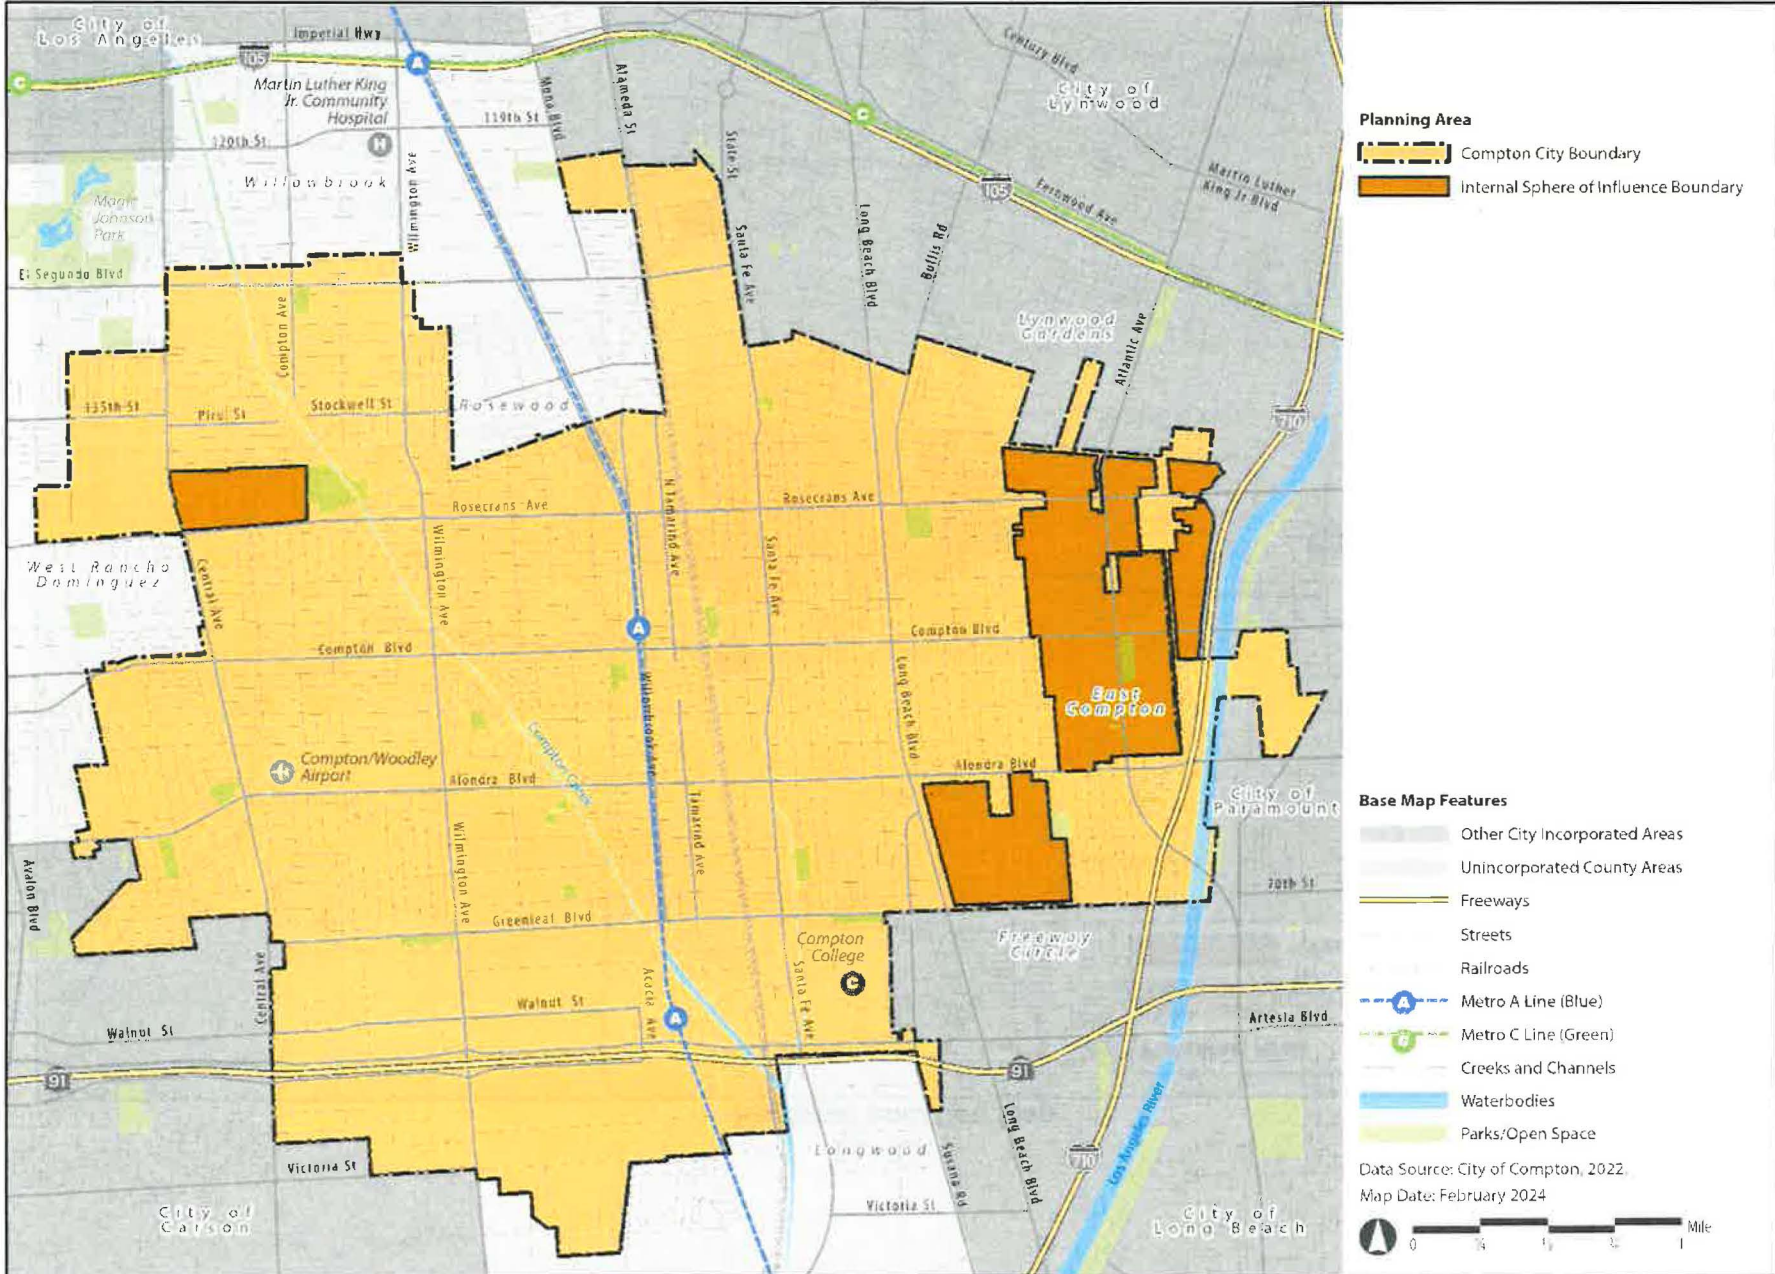 City of
Los Angeles
Imperial Hwy
105
A
C
Martin Luther King
Jr. Community
Hospital
H
119th St
120th St
Mona Blvd
Alameda St
State St
Century Blvd
City of
Lynwood
C
Willowbrook
Wilmington Ave
Magic
Johnson
Park
105
Fernwood Ave
Martin Luther
King Jr Blvd
El Segundo Blvd
Santa Fe Ave
Long Beach Blvd
Bullis Rd
Compton Ave
Lynwood
Gardens
Atlantic Ave
135th St
Pirul St
Stockwell St
Rosewood
710
Rosecrans Ave
Rosecrans Ave
N Tamarind Ave
Wilmington Ave
Santa Fe Ave
West Rancho
Dominguez
Central Ave
A
Compton Blvd
Compton Blvd
Willowbrook Ave
Long Beach Blvd
East
Compton
Compton Creek
Compton/Woodley
Airport
Alondra Blvd
Alondra Blvd
City of
Paramount
Tamarind Ave
Wilmington Ave
Avalon Blvd
70th St
Greenleaf Blvd
Compton
College
C
Freeway
Circle
Central Ave
Acacia Ave
Santa Fe Ave
Walnut St
Walnut St
A
Artesia Blvd
91
91
Los Angeles River
Long Beach Blvd
Susana Rd
Longwood
710
Victoria St
Victoria St
City of
Carson
City of
Long Beach
Planning Area
Compton City Boundary
Internal Sphere of Influence Boundary
Base Map Features
Other City Incorporated Areas
Unincorporated County Areas
Freeways
Streets
Railroads
A Metro A Line (Blue)
Metro C Line (Green)
Creeks and Channels
Waterbodies
Parks/Open Space
Data Source: City of Compton, 2022.
Map Date: February 2024
Mile
0
1